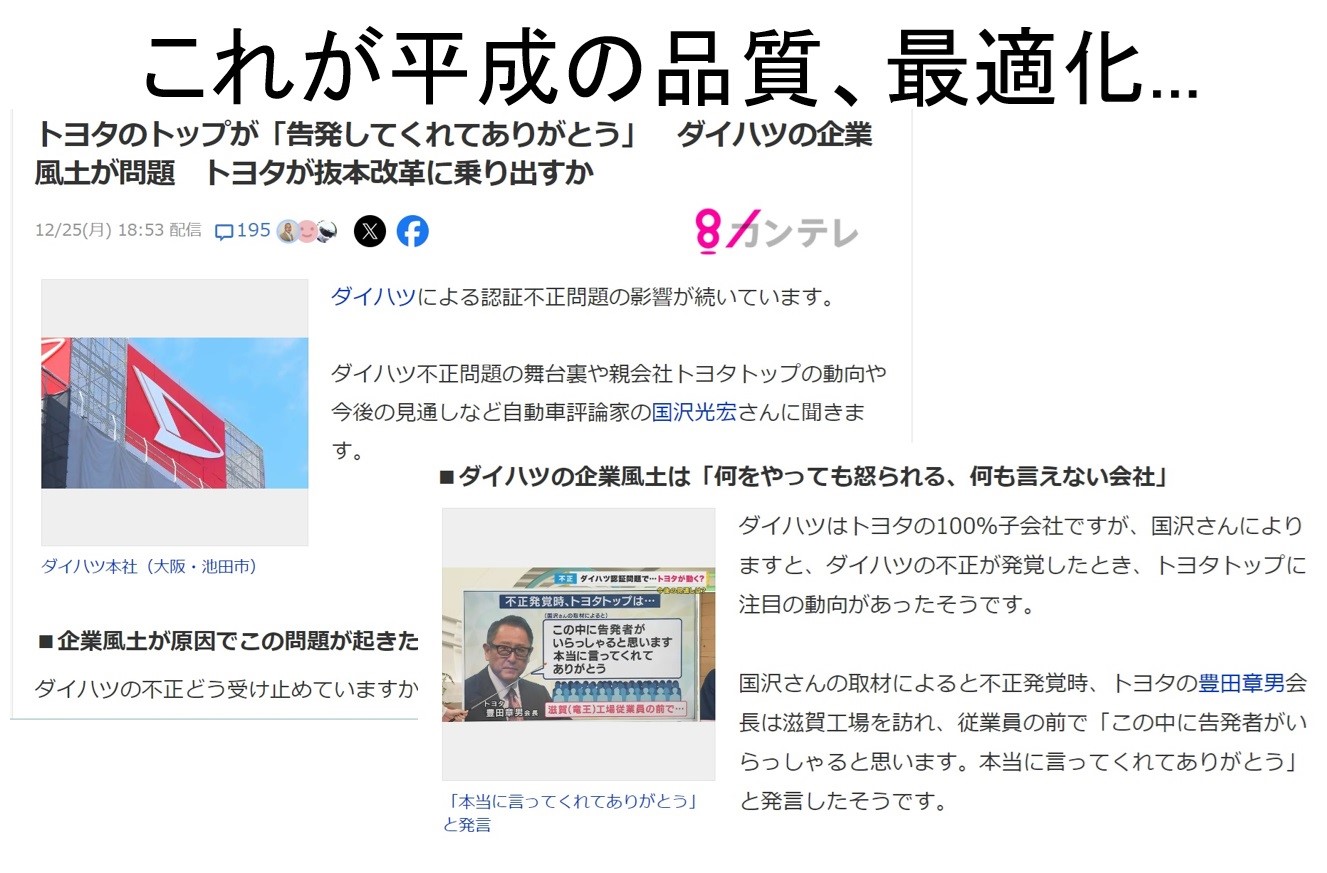 これが平成の品質、最適化...
トヨタのトップが「告発してくれてありがとう」　ダイハツの企業
風土が問題　トヨタが抜本改革に乗り出すか
12/25(月) 18:53 配信 195
8カンテレ
ダイハツによる認証不正問題の影響が続いています。
ダイハツ不正問題の舞台裏や親会社トヨタトップの動向や
今後の見通しなど自動車評論家の国沢光宏さんに聞きま
す。
ダイハツ本社（大阪・池田市）
■企業風土が原因でこの問題が起きた
ダイハツの不正どう受け止めていますか
■ダイハツの企業風土は「何をやっても怒られる、何も言えない会社」
不正 ダイハツ認証問題で…トヨタが動く?
今後の見通しは?
不正発覚時、トヨタトップは…
(国沢さんの取材によると)
この中に告発者が
いらっしゃると思います
本当に言ってくれて
ありがとう
トヨタ
豊田章男会長
滋賀(竜王)工場従業員の前で…
「本当に言ってくれてありがとう」
と発言
ダイハツはトヨタの100%子会社ですが、国沢さんにより
ますと、ダイハツの不正が発覚したとき、トヨタトップに
注目の動向があったそうです。
国沢さんの取材によると不正発覚時、トヨタの豊田章男会
長は滋賀工場を訪れ、従業員の前で「この中に告発者がい
らっしゃると思います。本当に言ってくれてありがとう」
と発言したそうです。